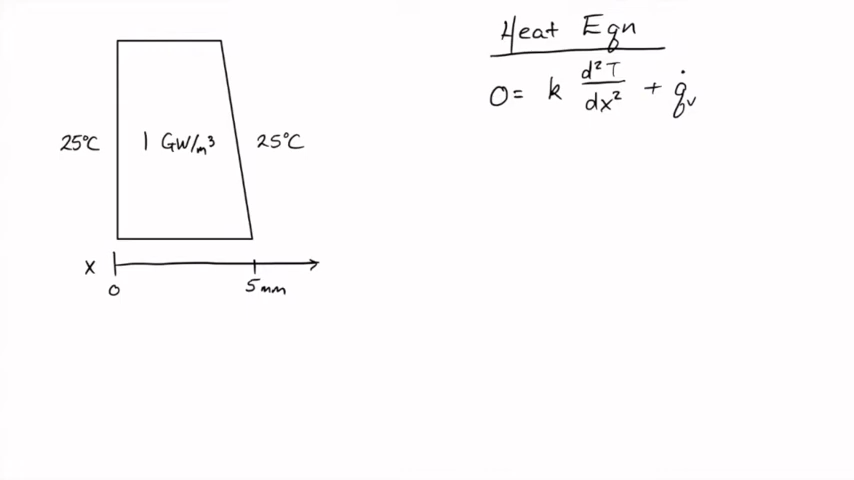 Heat Eqn
0 = k d²T/dx² + q̇ᵥ
25°C
1 GW/m³
25°C
x
0
5mm